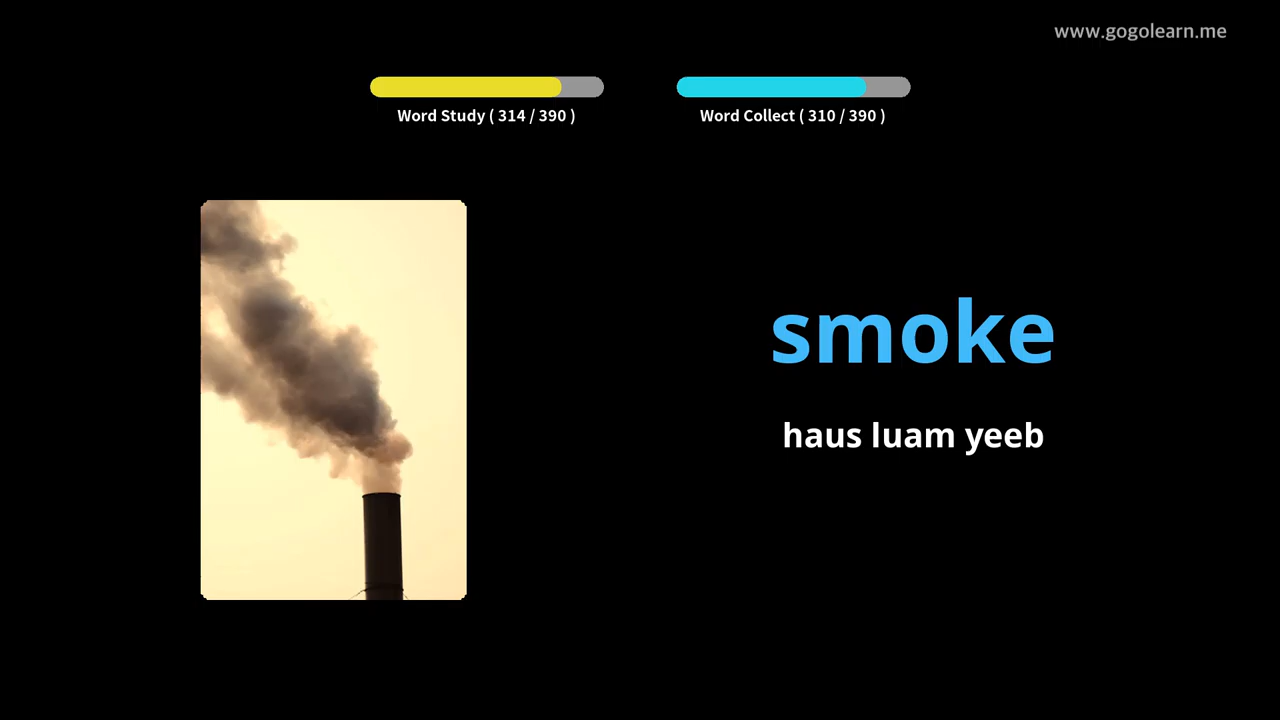 www.gogolearn.me
Word Study ( 314 / 390 )
Word Collect ( 310 / 390 )
smoke
haus luam yeeb